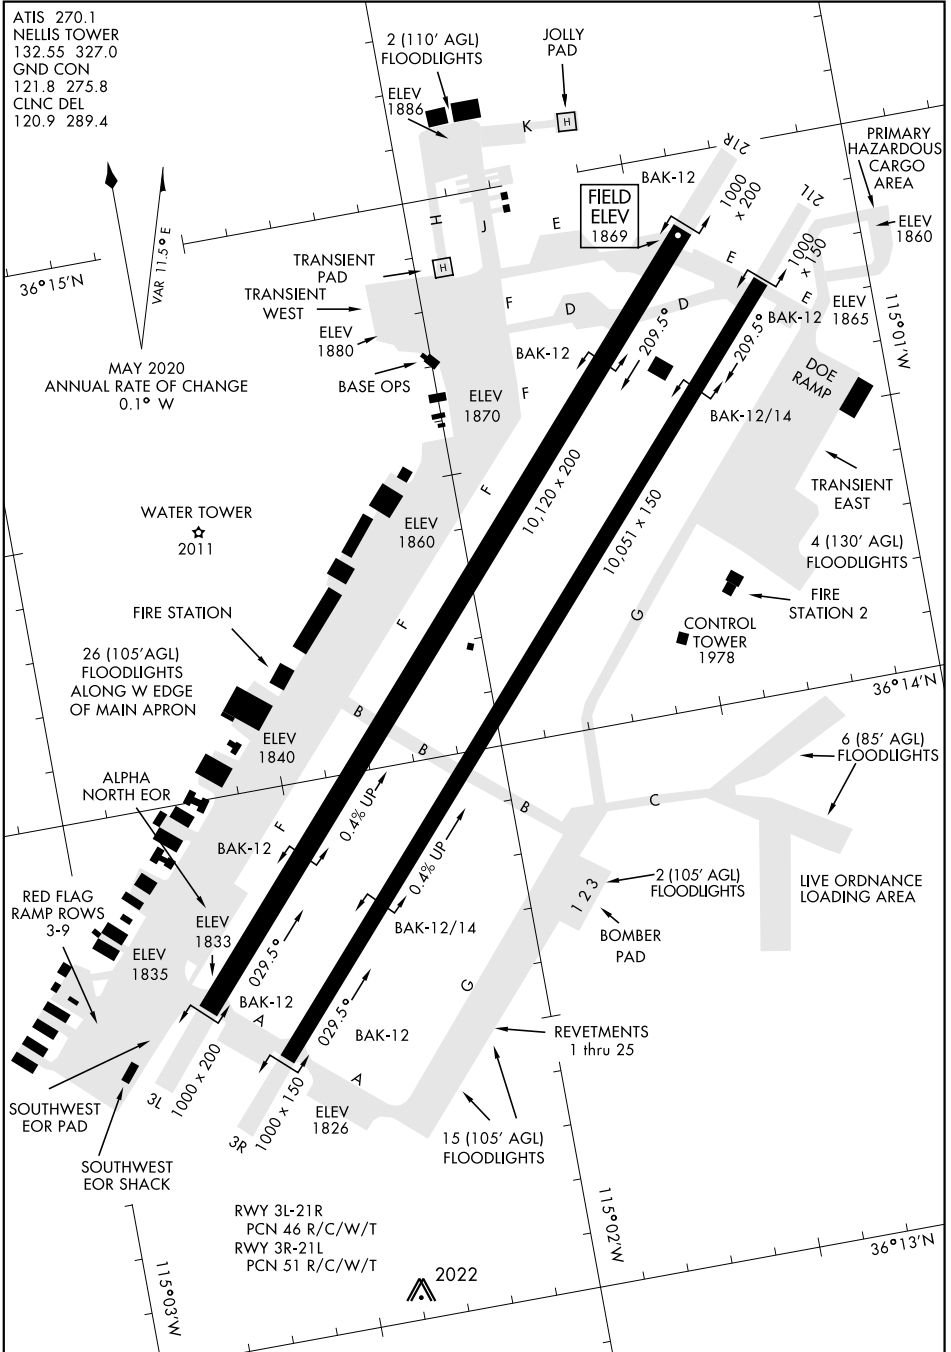 ATIS 270.1
NELLIS TOWER
132.55 327.0
GND CON
121.8 275.8
CLNC DEL
120.9 289.4
2 (110' AGL)
FLOODLIGHTS
JOLLY
PAD
ELEV
1886
H
K
21R
PRIMARY
HAZARDOUS
CARGO
AREA
BAK-12
1000
× 200
21L
FIELD
ELEV
1869
ELEV
1860
VAR 11.5° E
36°15'N
H
J
E
E
1000
× 150
E
TRANSIENT
PAD
H
TRANSIENT
WEST
ELEV
1880
F
D
D
BAK-12
ELEV
1865
115°01'W
209.5°
209.5°
BAK-12
MAY 2020
ANNUAL RATE OF CHANGE
0.1° W
BASE OPS
ELEV
1870
F
DOE
RAMP
BAK-12/14
10,120 × 200
F
TRANSIENT
EAST
WATER TOWER
2011
ELEV
1860
10,051 × 150
4 (130' AGL)
FLOODLIGHTS
FIRE
STATION 2
FIRE STATION
F
G
CONTROL
TOWER
1978
26 (105'AGL)
FLOODLIGHTS
ALONG W EDGE
OF MAIN APRON
36°14'N
B
B
B
ELEV
1840
6 (85' AGL)
FLOODLIGHTS
ALPHA
NORTH EOR
C
F
0.4% UP
0.4% UP
BAK-12
2 (105' AGL)
FLOODLIGHTS
LIVE ORDNANCE
LOADING AREA
RED FLAG
RAMP ROWS
3-9
1 2 3
ELEV
1833
BAK-12/14
BOMBER
PAD
ELEV
1835
029.5°
G
BAK-12
029.5°
A
BAK-12
REVETMENTS
1 thru 25
1000 × 200
A
SOUTHWEST
EOR PAD
3L
1000 × 150
ELEV
1826
3R
15 (105' AGL)
FLOODLIGHTS
SOUTHWEST
EOR SHACK
RWY 3L-21R
PCN 46 R/C/W/T
RWY 3R-21L
PCN 51 R/C/W/T
115°02'W
36°13'N
115°03'W
2022